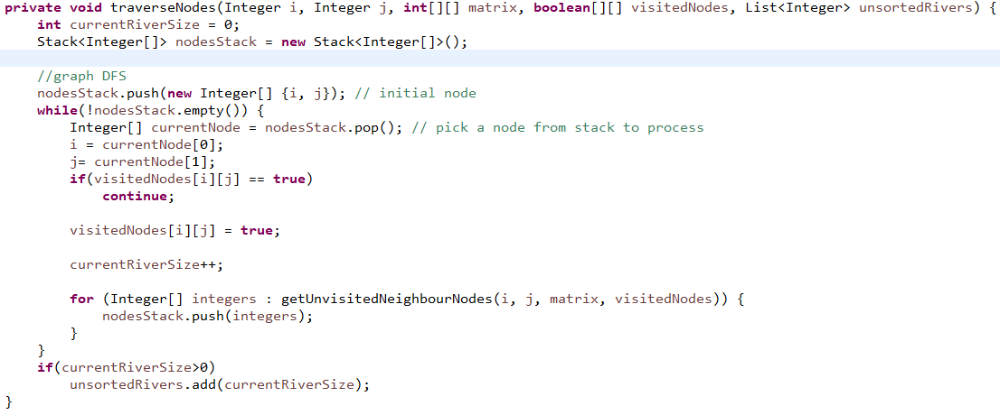 private void traverseNodes(Integer i, Integer j, int[][] matrix, boolean[][] visitedNodes, List<Integer> unsortedRivers) {
    int currentRiverSize = 0;
    Stack<Integer[]> nodesStack = new Stack<Integer[]>();

    //graph DFS
    nodesStack.push(new Integer[] {i, j}); // initial node
    while(!nodesStack.empty()) {
        Integer[] currentNode = nodesStack.pop(); // pick a node from stack to process
        i = currentNode[0];
        j= currentNode[1];
        if(visitedNodes[i][j] == true)
            continue;

        visitedNodes[i][j] = true;

        currentRiverSize++;

        for (Integer[] integers : getUnvisitedNeighbourNodes(i, j, matrix, visitedNodes)) {
            nodesStack.push(integers);
        }
    }
    if(currentRiverSize>0)
        unsortedRivers.add(currentRiverSize);
}